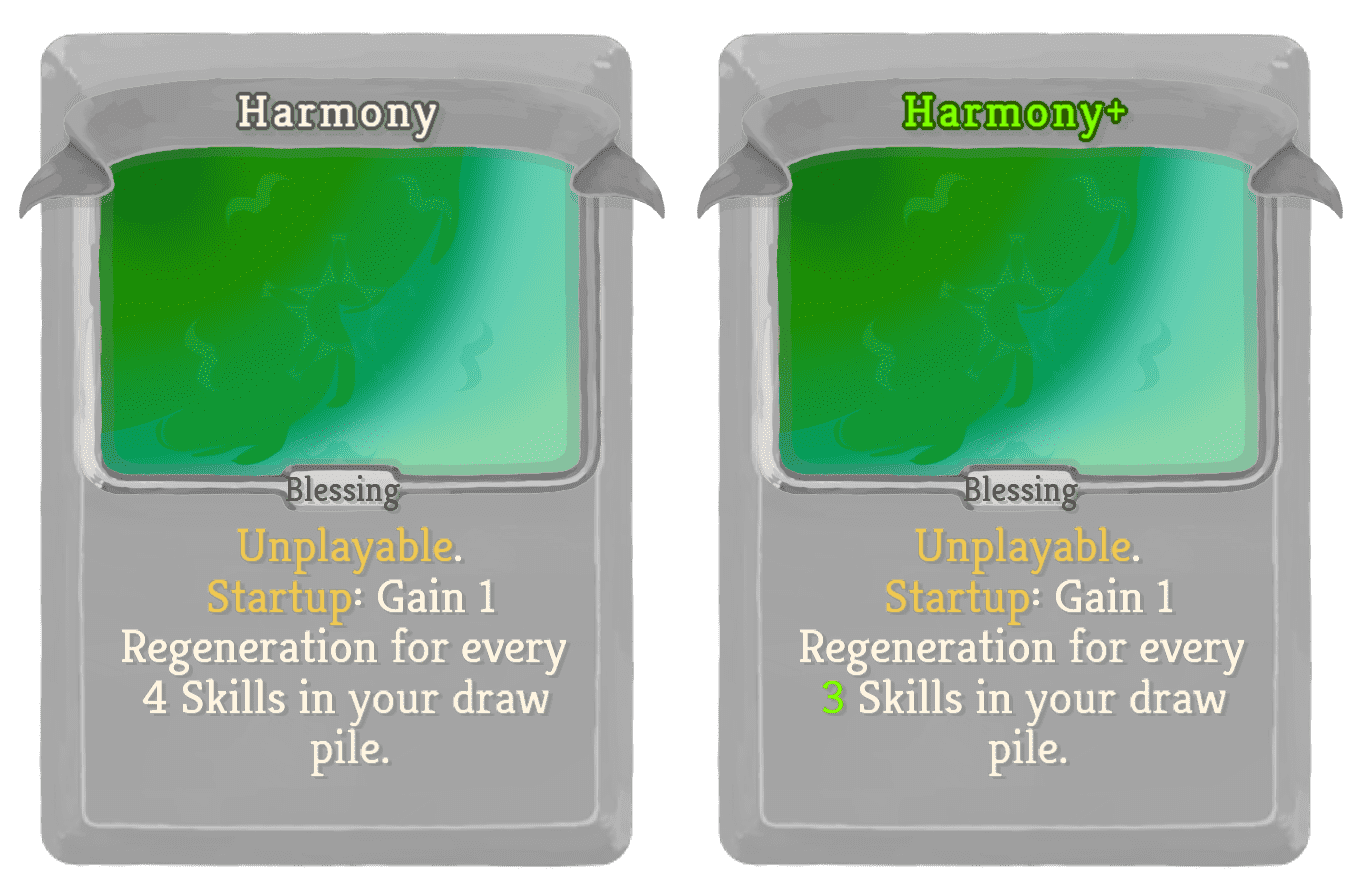 Harmony
Blessing
Unplayable.
Startup: Gain 1
Regeneration for every
4 Skills in your draw
pile.
Harmony+
Blessing
Unplayable.
Startup: Gain 1
Regeneration for every
3 Skills in your draw
pile.